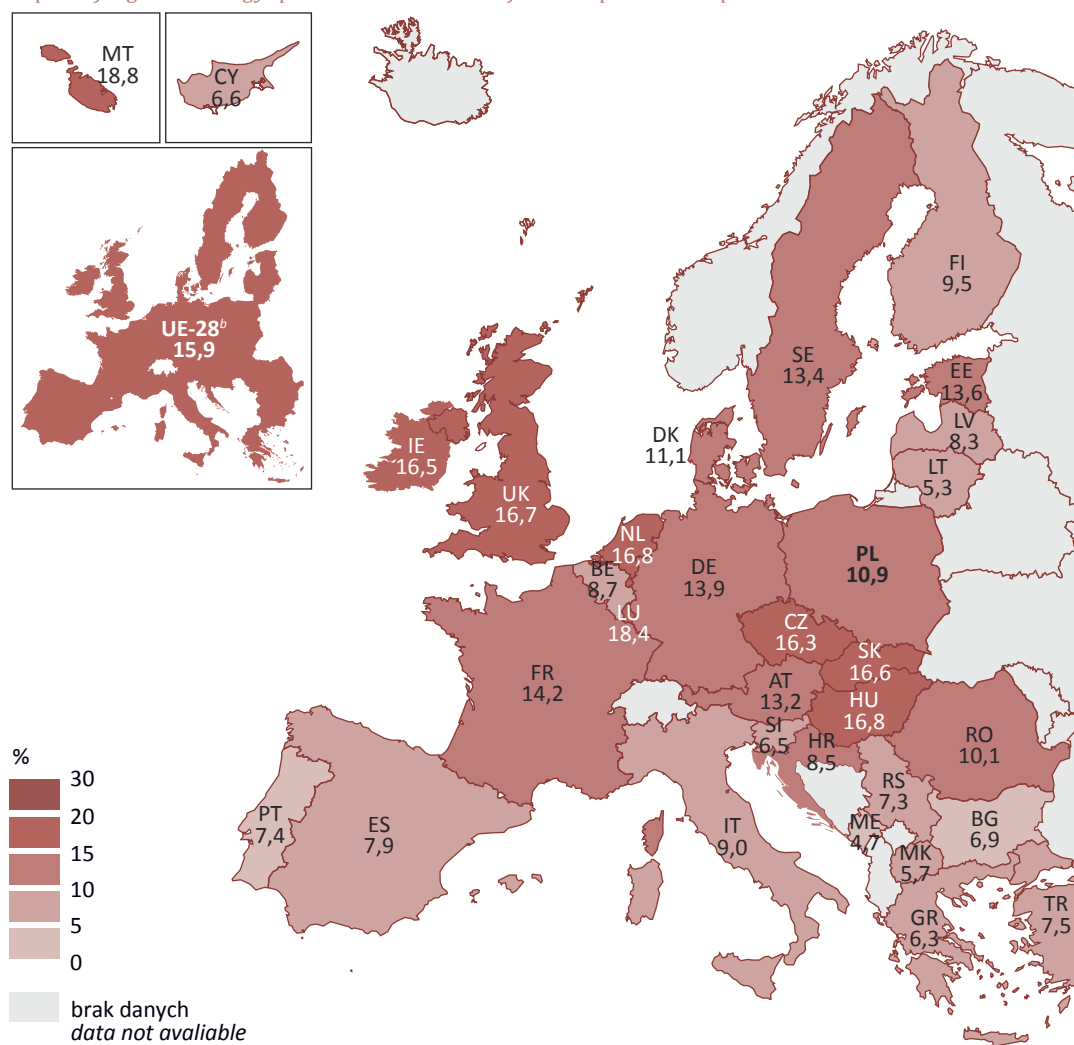 MT
18,8
CY
6,6
UE-28ᵇ
15,9
FI
9,5
SE
13,4
EE
13,6
LV
8,3
DK
11,1
LT
5,3
IE
16,5
UK
16,7
NL
16,8
BE
8,7
DE
13,9
PL
10,9
LU
18,4
CZ
16,3
SK
16,6
FR
14,2
AT
13,2
HU
16,8
SI
6,5
HR
8,5
RO
10,1
RS
7,3
PT
7,4
ES
7,9
IT
9,0
ME
4,7
BG
6,9
MK
5,7
GR
6,3
TR
7,5
%
30
20
15
10
5
0
brak danych
data not avaliable